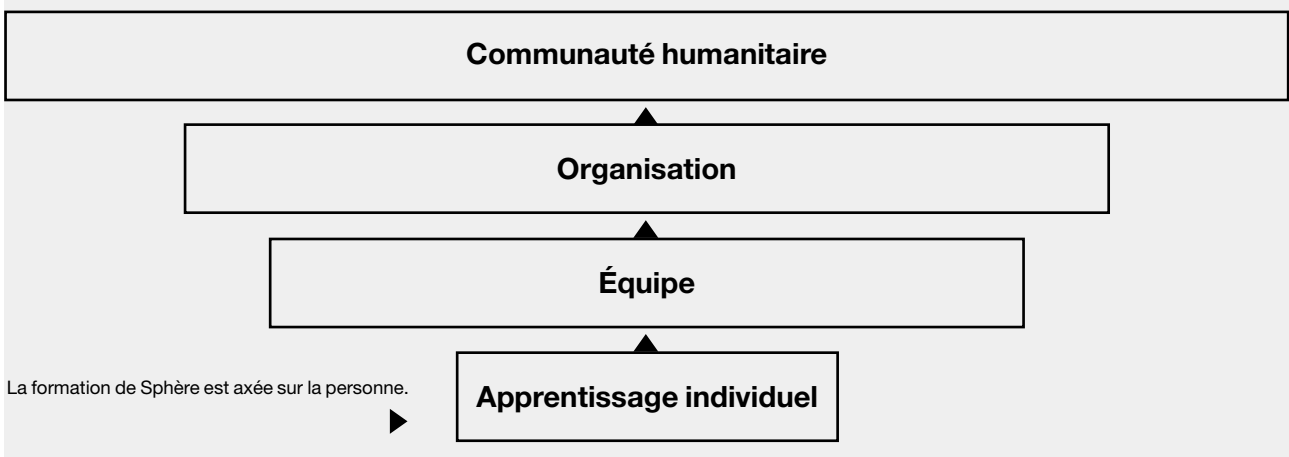 Communauté humanitaire
Organisation
Équipe
La formation de Sphère est axée sur la personne.
Apprentissage individuel